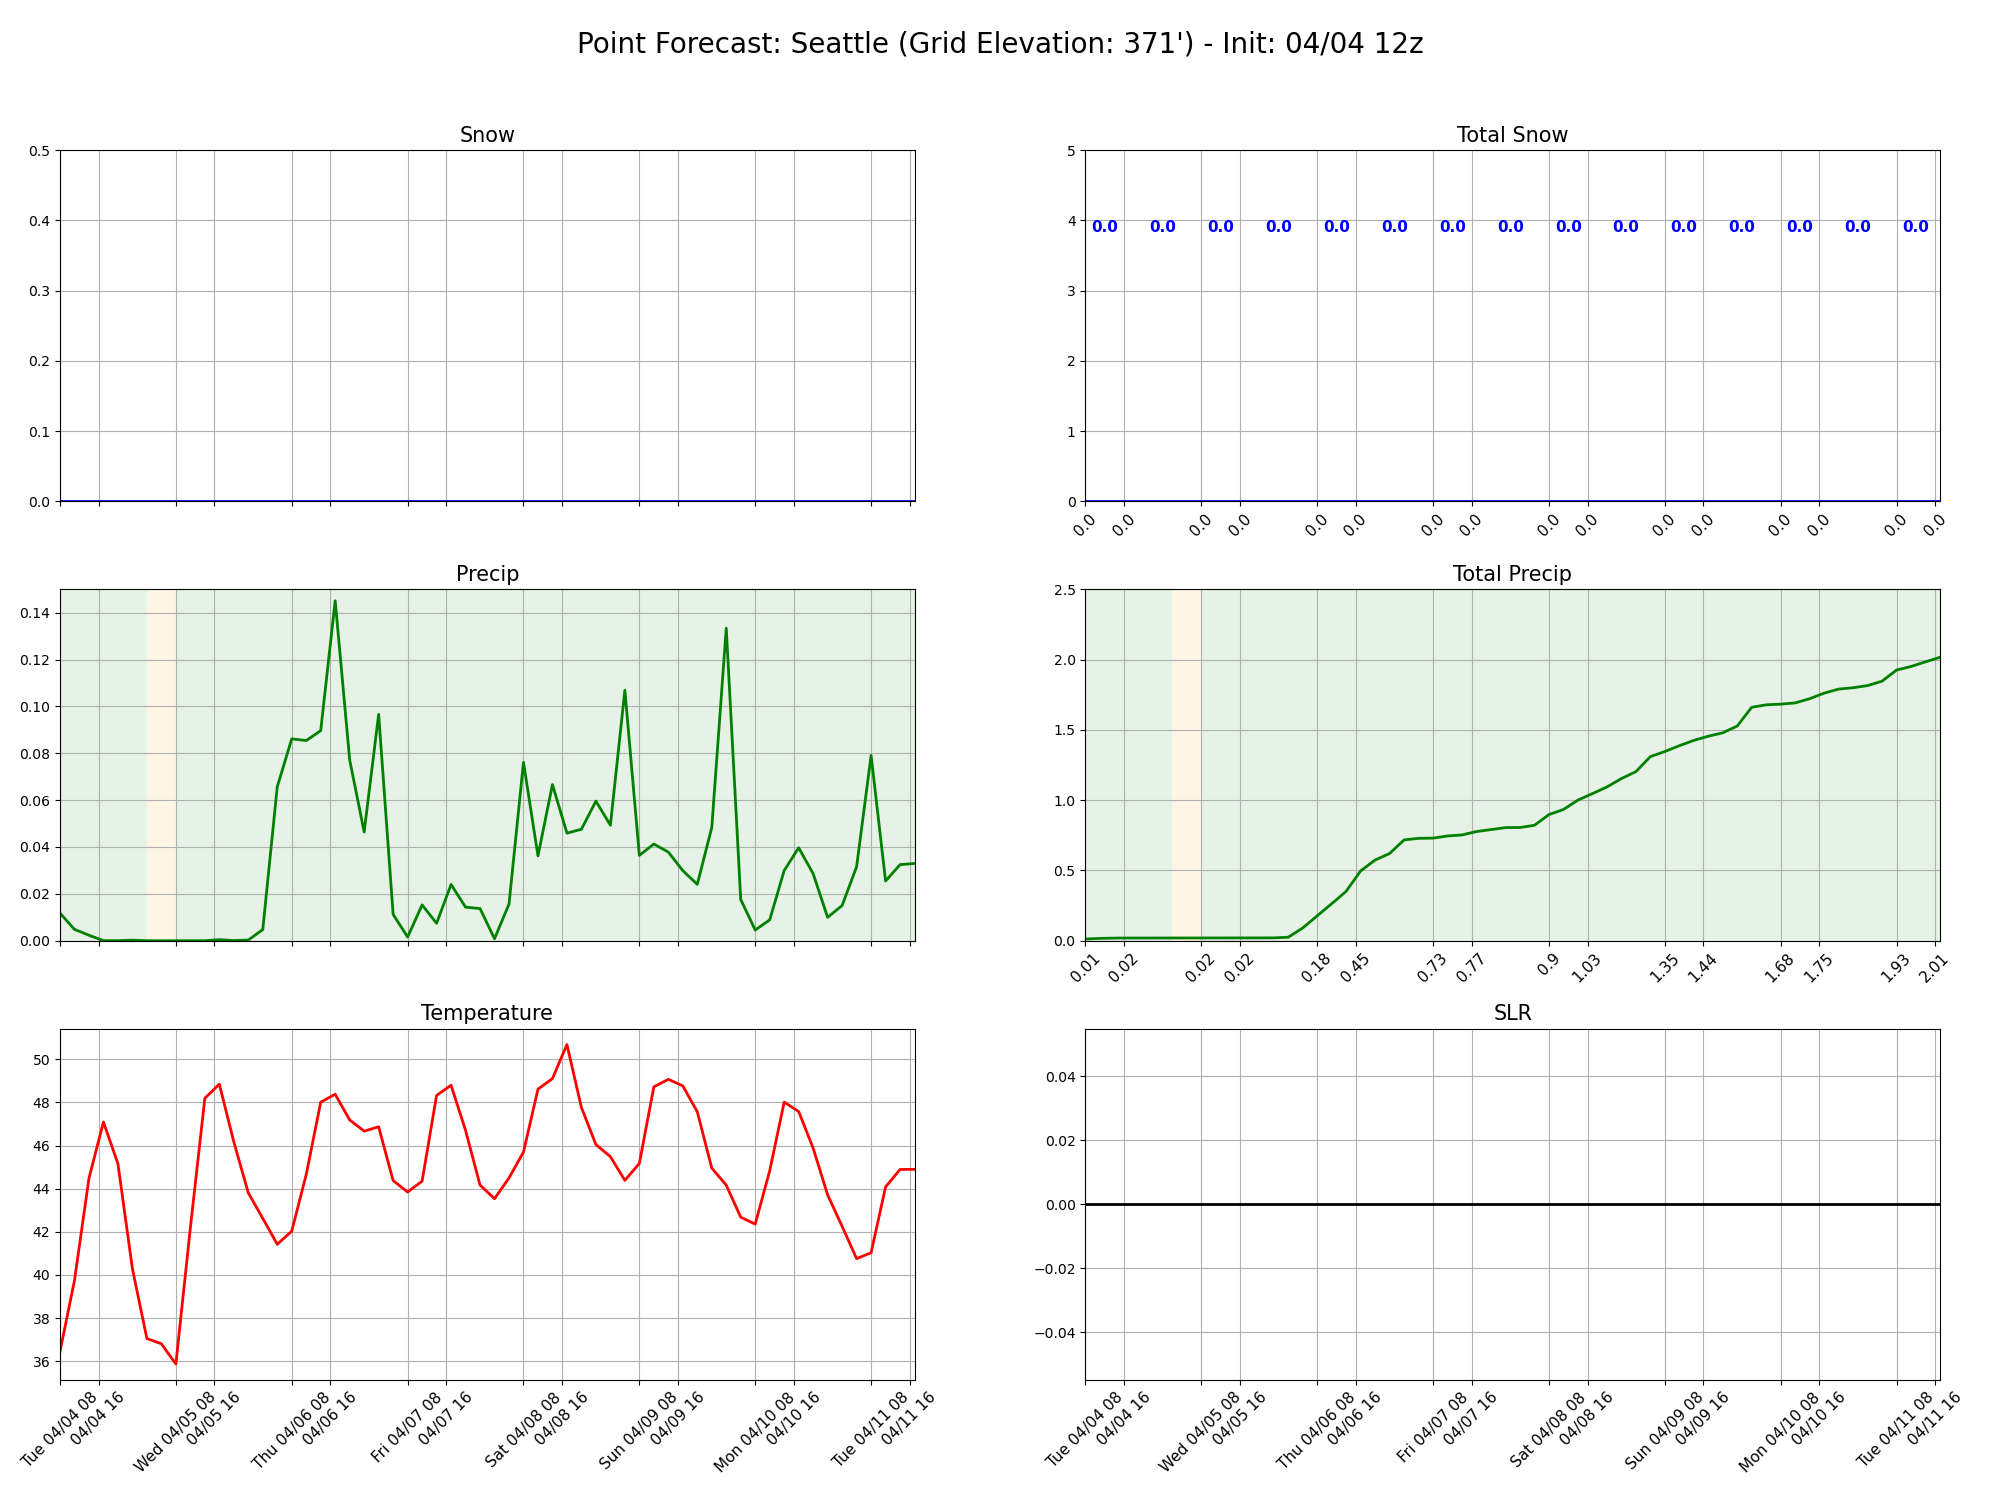 Point Forecast: Seattle (Grid Elevation: 371') - Init: 04/04 12z
Snow
0.5
0.4
0.3
0.2
0.1
0.0
Total Snow
5
4
3
2
1
0
0.0 0.0 0.0 0.0 0.0 0.0 0.0 0.0 0.0 0.0 0.0 0.0 0.0 0.0 0.0
0.0 0.0 0.0 0.0 0.0 0.0 0.0 0.0 0.0 0.0 0.0 0.0 0.0 0.0 0.0 0.0
Precip
0.14
0.12
0.10
0.08
0.06
0.04
0.02
0.00
Total Precip
2.5
2.0
1.5
1.0
0.5
0.0
0.01 0.02 0.02 0.02 0.18 0.45 0.73 0.77 0.9 1.03 1.35 1.44 1.68 1.75 1.93 2.01
Temperature
50
48
46
44
42
40
38
36
Tue 04/04 08
04/04 16
Wed 04/05 08
04/05 16
Thu 04/06 08
04/06 16
Fri 04/07 08
04/07 16
Sat 04/08 08
04/08 16
Sun 04/09 08
04/09 16
Mon 04/10 08
04/10 16
Tue 04/11 08
04/11 16
SLR
0.04
0.02
0.00
−0.02
−0.04
Tue 04/04 08
04/04 16
Wed 04/05 08
04/05 16
Thu 04/06 08
04/06 16
Fri 04/07 08
04/07 16
Sat 04/08 08
04/08 16
Sun 04/09 08
04/09 16
Mon 04/10 08
04/10 16
Tue 04/11 08
04/11 16